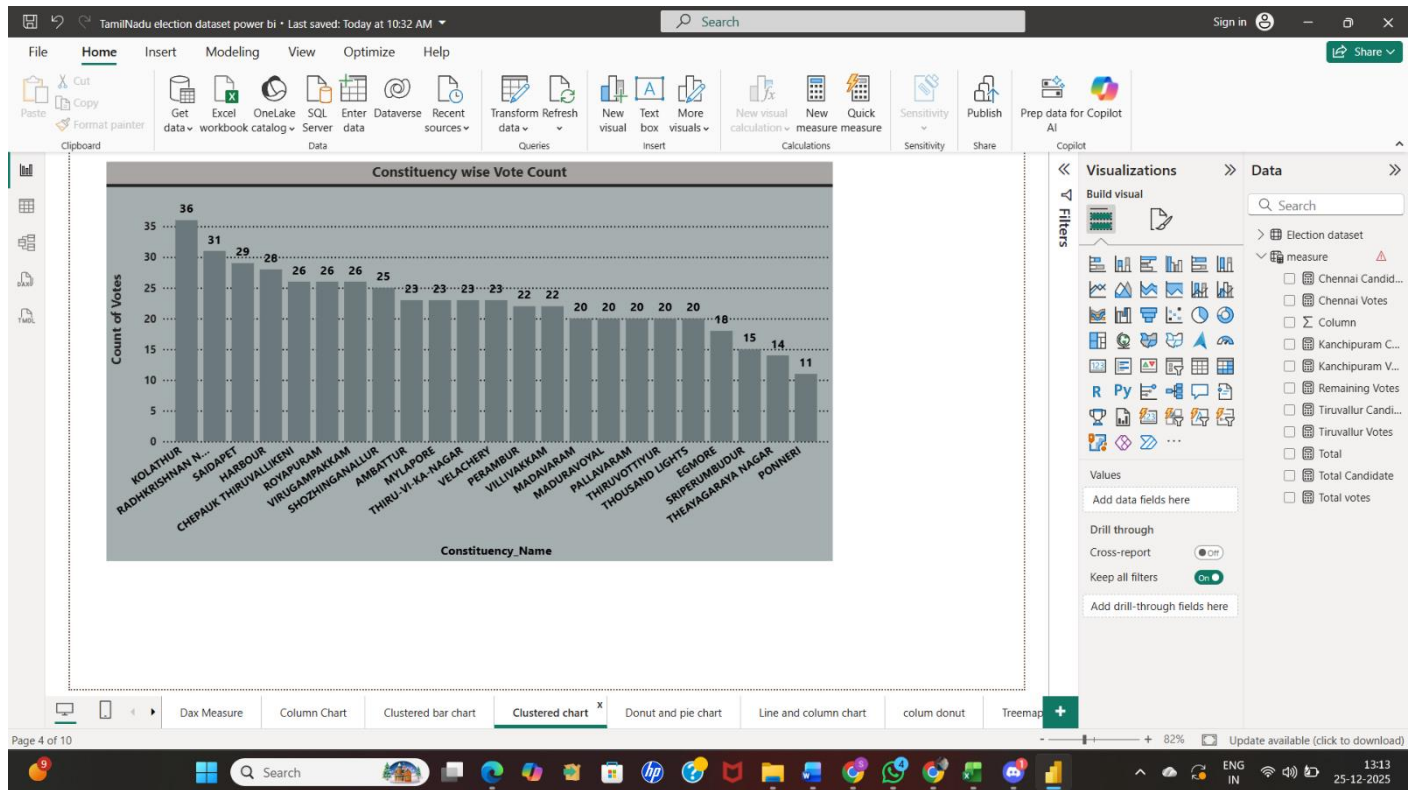 TamilNadu election dataset power bi • Last saved: Today at 10:32 AM
Search
Sign in
File Home Insert Modeling View Optimize Help
Share
Paste
Cut
Copy
Format painter
Clipboard
Get data
Excel workbook
OneLake catalog
SQL Server
Enter data
Dataverse
Recent sources
Data
Transform data
Refresh
Queries
New visual
Text box
More visuals
Insert
New visual calculation
New measure
Quick measure
Calculations
Sensitivity
Sensitivity
Publish
Share
Prep data for AI
Copilot
Copilot
Constituency wise Vote Count
Count of Votes
35
30
25
20
15
10
5
0
36 31 29 28 26 26 26 25 23 23 23 23 22 22 20 20 20 20 20 18 15 14 11
KOLATHUR
RADHKRISHNAN N...
SAIDAPET
HARBOUR
CHEPAUK THIRUVALLIKENI
ROYAPURAM
VIRUGAMPAKKAM
SHOZHINGANALLUR
AMBATTUR
MYLAPORE
THIRU-VI-KA-NAGAR
VELACHERY
PERAMBUR
VILLIVAKKAM
MADAVARAM
MADURAVOYAL
PALLAVARAM
THIRUVOTTIYUR
THOUSAND LIGHTS
EGMORE
SRIPERUMBUDUR
THEAYAGARAYA NAGAR
PONNERI
Constituency_Name
Filters
Visualizations
Build visual
123
R Py
Values
Add data fields here
Drill through
Cross-report
Off
Keep all filters
On
Add drill-through fields here
Data
Search
Election dataset
measure
Chennai Candid...
Chennai Votes
Column
Kanchipuram C...
Kanchipuram V...
Remaining Votes
Tiruvallur Candi...
Tiruvallur Votes
Total
Total Candidate
Total votes
DAX
TMDL
Dax Measure
Column Chart
Clustered bar chart
Clustered chart
Donut and pie chart
Line and column chart
colum donut
Treemap
Page 4 of 10
82%
Update available (click to download)
9
Search
hp
4
ENG
IN
13:13
25-12-2025